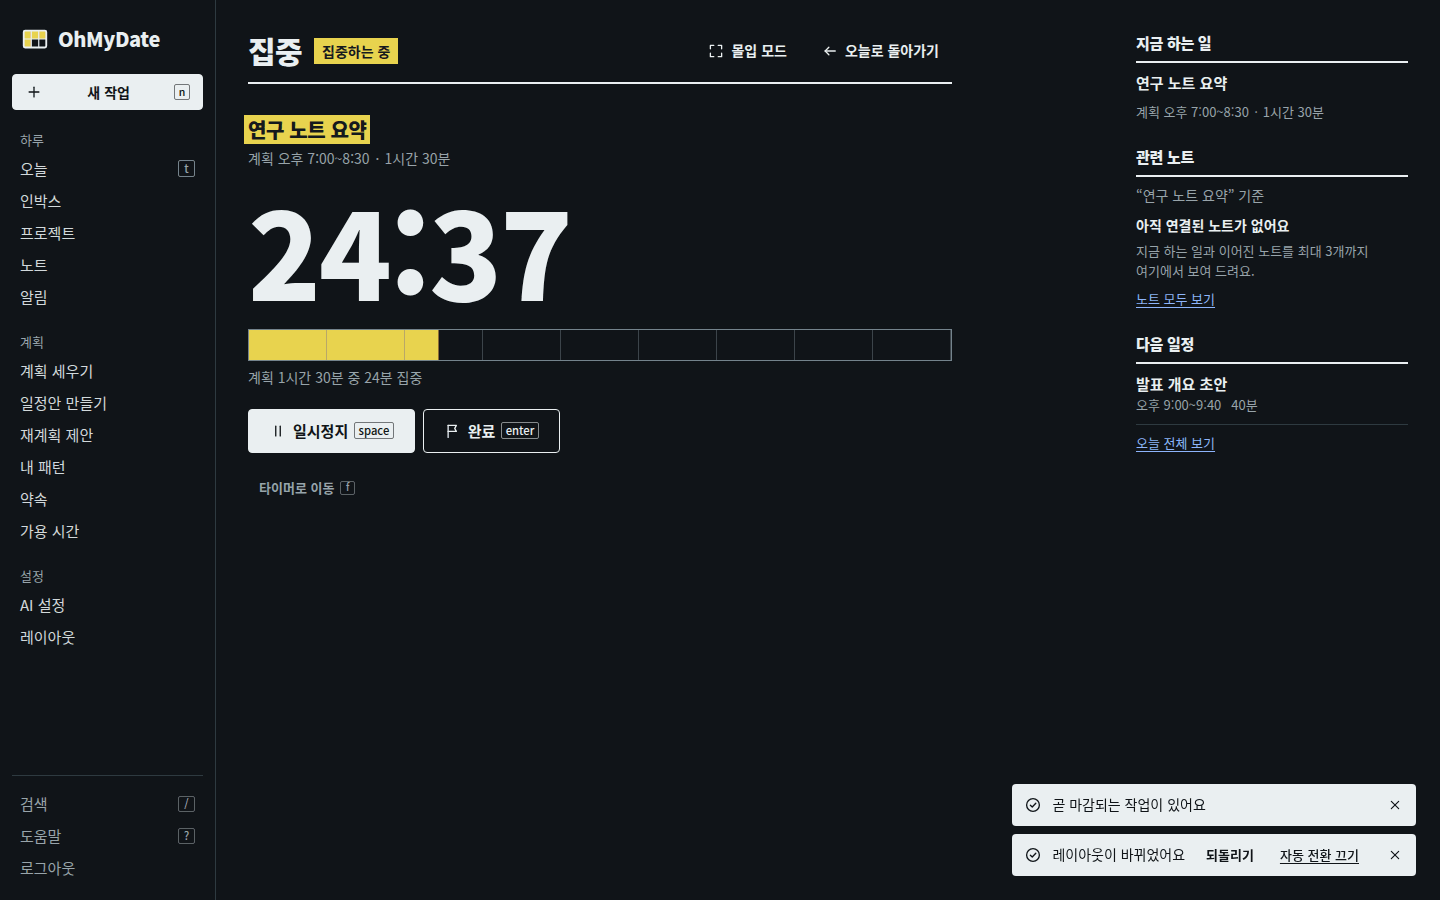 OhMyDate
새 작업 n
하루
오늘 t
인박스
프로젝트
노트
알림
계획
계획 세우기
일정안 만들기
재계획 제안
내 패턴
약속
가용 시간
설정
AI 설정
레이아웃
검색 /
도움말 ?
로그아웃
집중 집중하는 중 몰입 모드 오늘로 돌아가기
연구 노트 요약
계획 오후 7:00~8:30 · 1시간 30분
24:37
계획 1시간 30분 중 24분 집중
일시정지 space 완료 enter
타이머로 이동 f
지금 하는 일
연구 노트 요약
계획 오후 7:00~8:30 · 1시간 30분
관련 노트
“연구 노트 요약” 기준
아직 연결된 노트가 없어요
지금 하는 일과 이어진 노트를 최대 3개까지
여기에서 보여 드려요.
노트 모두 보기
다음 일정
발표 개요 초안
오후 9:00~9:40 40분
오늘 전체 보기
곧 마감되는 작업이 있어요
레이아웃이 바뀌었어요 되돌리기 자동 전환 끄기